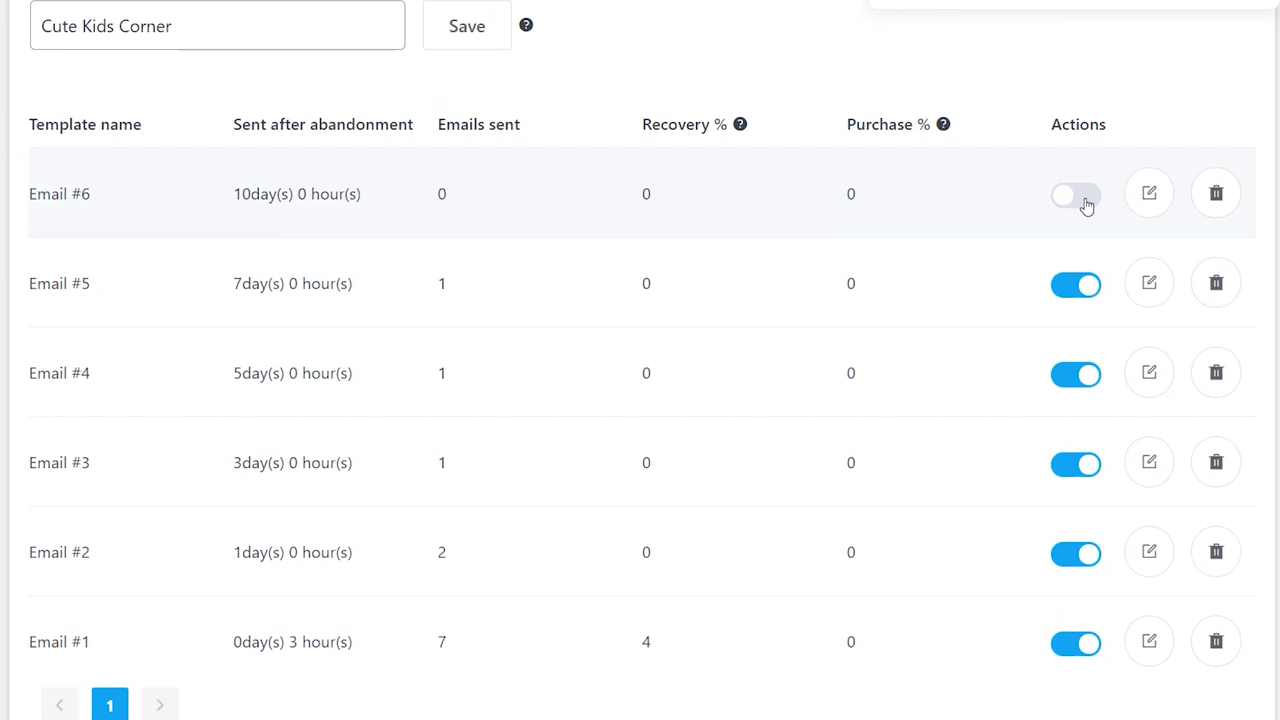 Cute Kids Corner Save
Template name Sent after abandonment Emails sent Recovery % Purchase % Actions
Email #6 10day(s) 0 hour(s) 0 0 0
Email #5 7day(s) 0 hour(s) 1 0 0
Email #4 5day(s) 0 hour(s) 1 0 0
Email #3 3day(s) 0 hour(s) 1 0 0
Email #2 1day(s) 0 hour(s) 2 0 0
Email #1 0day(s) 3 hour(s) 7 4 0
1